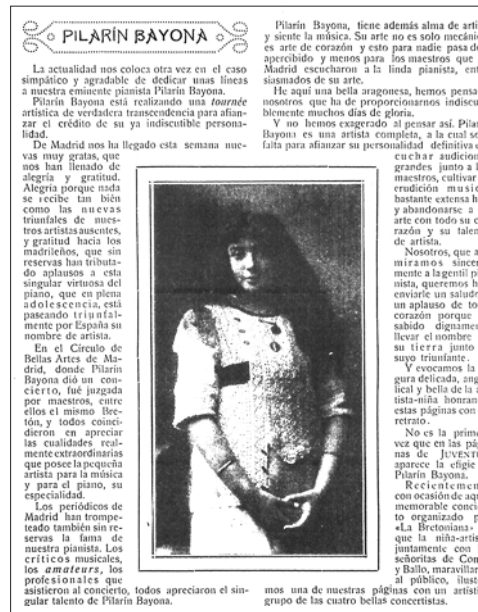 PILARÍN BAYONA
La actualidad nos coloca otra vez en el caso
simpático y agradable de dedicar unas líneas
a nuestra eminente pianista Pilarín Bayona.
Pilarín Bayona está realizando una tournée
artística de verdadera transcendencia para afian-
zar el crédito de su ya indiscutible persona-
lidad.
De Madrid nos ha llegado esta semana nue-
vas muy gratas, que
nos han llenado de
alegría y gratitud.
Alegría porque nada
se recibe tan bién
como las nuevas
triunfales de nues-
tros artistas ausentes,
y gratitud hacia los
madrileños, que sin
reservas han tributa-
do aplausos a esta
singular virtuosa del
piano, que en plena
adolescencia, está
paseando triunfal-
mente por España su
nombre de artista.
En el Círculo de
Bellas Artes de Ma-
drid, donde Pilarín
Bayona dió un con-
cierto, fué juzgada
por maestros, entre
ellos el mismo Bre-
tón, y todos coinci-
dieron en apreciar
las cualidades real-
mente extraordinarias
que posee la pequeña
artista para la música
y para el piano, su
especialidad.
Los periódicos de
Madrid han trompe-
teado también sin re-
servas la fama de
nuestra pianista. Los
críticos musicales,
los amateurs, los
profesionales que
asistieron al concierto, todos apreciaron el sin-
gular talento de Pilarín Bayona.
Pilarín Bayona, tiene además alma de arti
y siente la música. Su arte no es solo mecáni
es arte de corazón y esto para nadie pasa de
apercibido y menos para los maestros que
Madrid escucharon a la linda pianista, ent
siasmados de su arte.
He aquí una bella aragonesa, hemos pensa
nosotros que ha de proporcionarnos indiscu
blemente muchos días de gloria.
Y no hemos exagerado al pensar así. Pilar
Bayona es una artista completa, a la cual so
falta para afianzar su personalidad definitiva e
cuchar audicion
grandes junto a l
maestros, cultivar
erudición music
bastante extensa h
y abandonarse a
arte con todo su c
razón y su talen
de artista.
Nosotros, que a
miramos sincer
mente a la gentil pi
nista, queremos h
enviarle un salud
un aplauso de to
corazón porque
sabido dignamen
llevar el nombre
su tierra junto
suyo triunfante.
Y evocamos la
gura delicada, ang
lical y bella de la a
tista-niña honran
estas páginas con
retrato.
No es la prime
vez que en las pág
nas de JUVENT
aparece la efigie
Pilarín Bayona.
Recientemen
con ocasión de aqu
memorable conci
to organizado p
«La Bretoniana»
que la niña-arti
juntamente con
señoritas de Com
y Ballo, maravillar
al público, ilust
mos una de nuestras páginas con un artísti
grupo de las cuatro bellas concertistas.